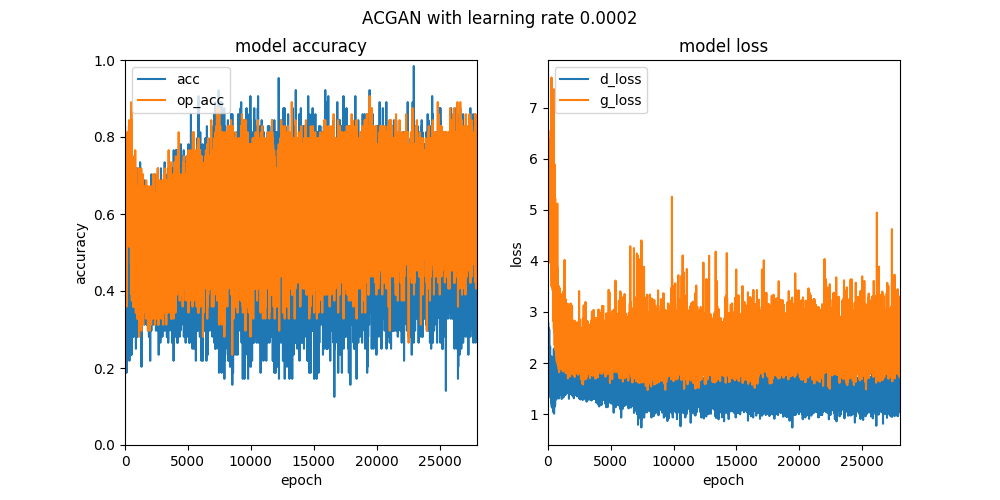 ACGAN with learning rate 0.0002
model accuracy
acc
op_acc
1.0
0.8
0.6
0.4
0.2
0.0
accuracy
0 5000 10000 15000 20000 25000
epoch
model loss
d_loss
g_loss
7
6
5
4
3
2
1
loss
0 5000 10000 15000 20000 25000
epoch